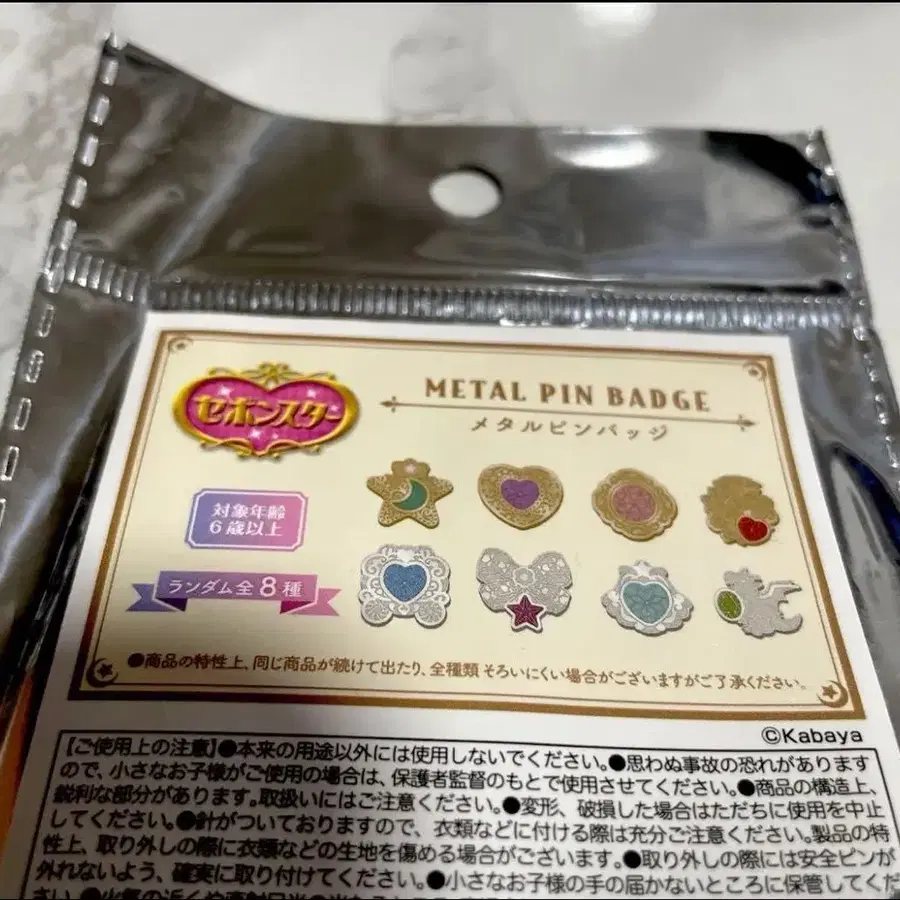 セボンスター
METAL PIN BADGE
メタルピンバッジ
対象年齢
6歳以上
ランダム全8種
●商品の特性上、同じ商品が続けて出たり、全種類 そろいにくい場合がございますがご了承ください。
©Kabaya
【ご使用上の注意】●本来の用途以外には使用しないでください。●思わぬ事故の恐れがあります
ので、小さなお子様がご使用の場合は、保護者監督のもとで使用させてください。●商品の構造上、
鋭利な部分があります。取扱いにはご注意ください。●変形、破損した場合はただちに使用を中止
してください。●針がついておりますので、衣類などに付ける際は充分ご注意ください。製品の特
性上、取り外しの際に衣類などの生地を傷める場合がございます。●取り外しの際には安全ピンが
外れないよう、確実に取り付けてください。●小さなお子様の手の届かないところに保管してくだ